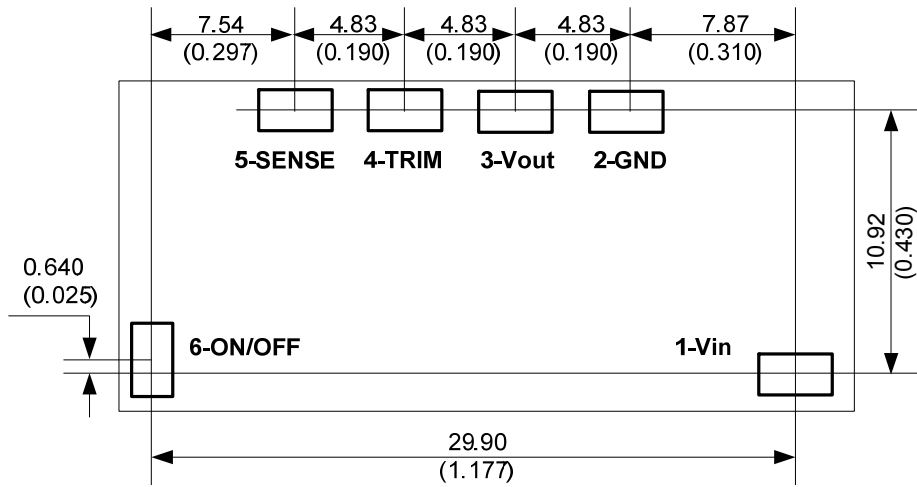 7.54 4.83 4.83 4.83 7.87
(0.297) (0.190) (0.190) (0.190) (0.310)
5-SENSE 4-TRIM 3-Vout 2-GND
10.92
(0.430)
0.640
(0.025)
6-ON/OFF 1-Vin
29.90
(1.177)